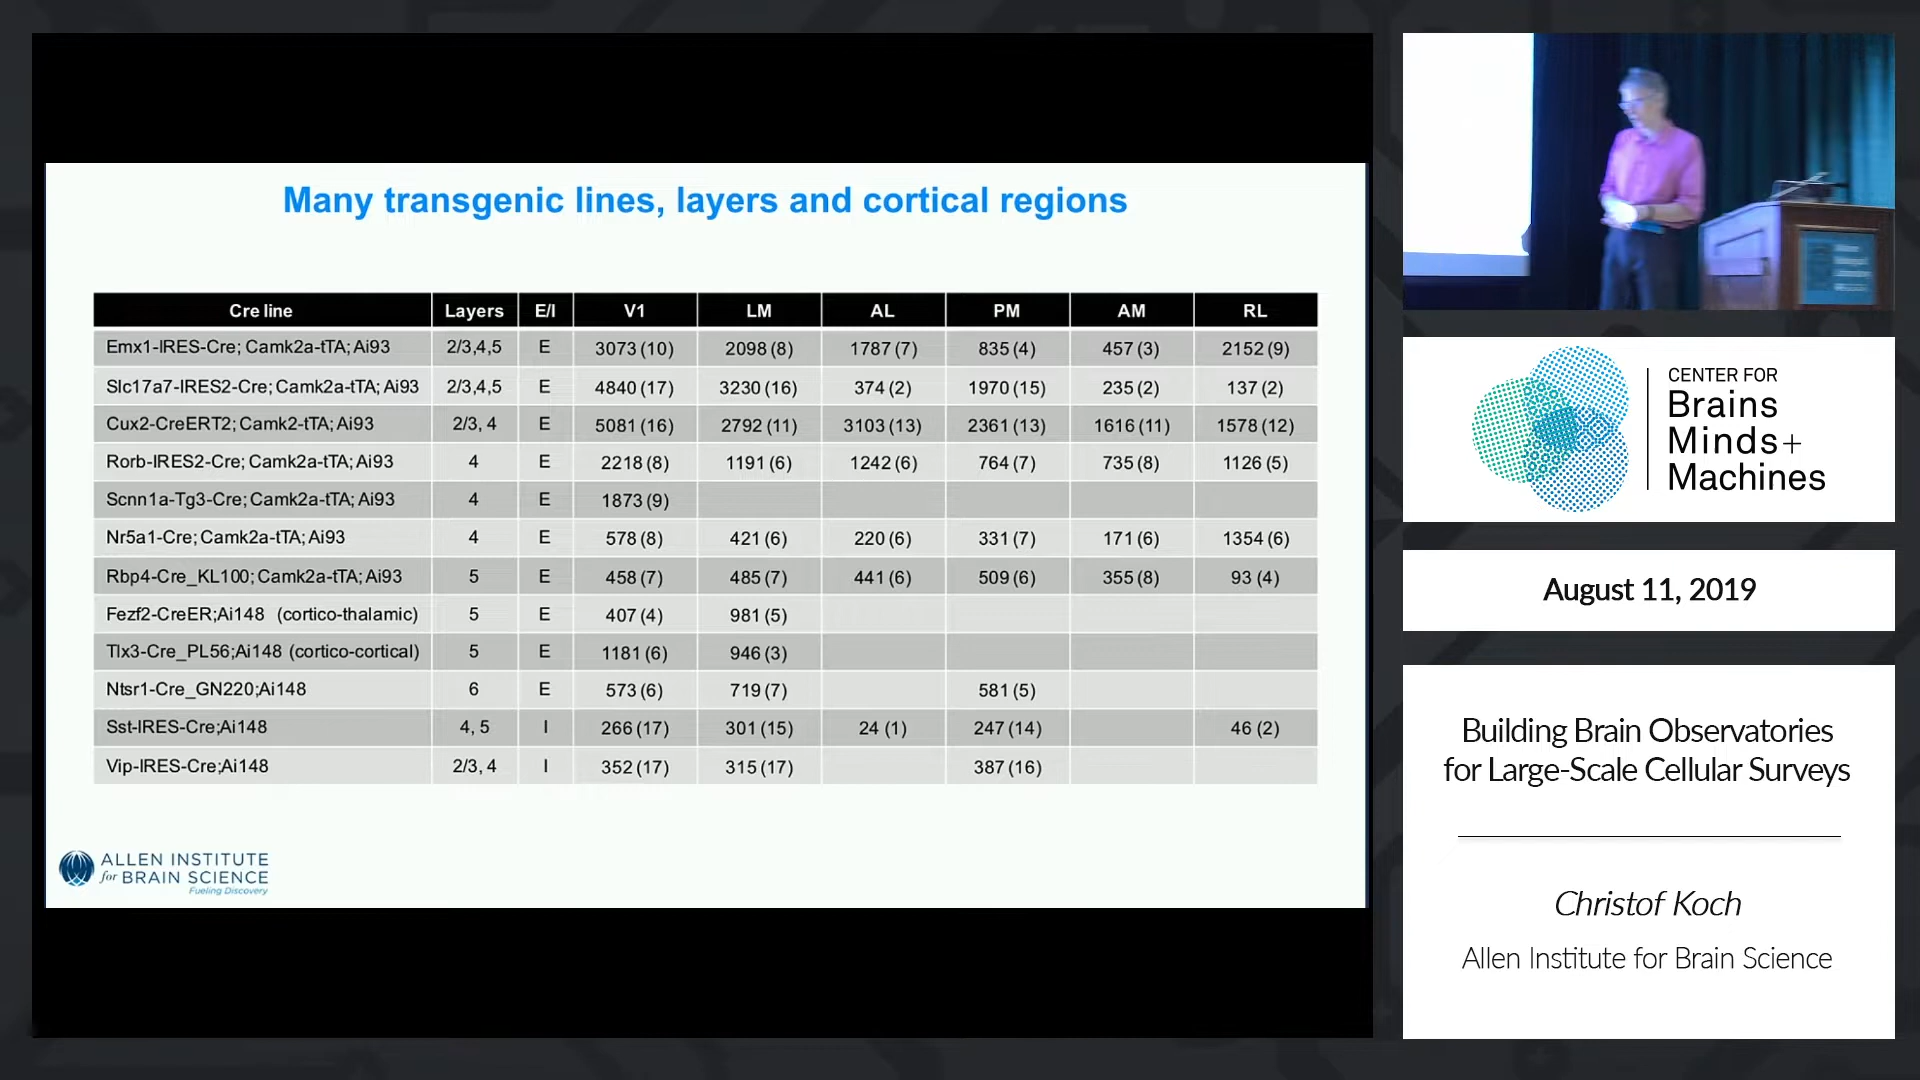 Many transgenic lines, layers and cortical regions
Cre line Layers E/I V1 LM AL PM AM RL
Emx1-IRES-Cre; Camk2a-tTA; Ai93 2/3,4,5 E 3073 (10) 2098 (8) 1787 (7) 835 (4) 457 (3) 2152 (9)
Slc17a7-IRES2-Cre; Camk2a-tTA; Ai93 2/3,4,5 E 4840 (17) 3230 (16) 374 (2) 1970 (15) 235 (2) 137 (2)
Cux2-CreERT2; Camk2-tTA; Ai93 2/3, 4 E 5081 (16) 2792 (11) 3103 (13) 2361 (13) 1616 (11) 1578 (12)
Rorb-IRES2-Cre; Camk2a-tTA; Ai93 4 E 2218 (8) 1191 (6) 1242 (6) 764 (7) 735 (8) 1126 (5)
Scnn1a-Tg3-Cre; Camk2a-tTA; Ai93 4 E 1873 (9)
Nr5a1-Cre; Camk2a-tTA; Ai93 4 E 578 (8) 421 (6) 220 (6) 331 (7) 171 (6) 1354 (6)
Rbp4-Cre_KL100; Camk2a-tTA; Ai93 5 E 458 (7) 485 (7) 441 (6) 509 (6) 355 (8) 93 (4)
Fezf2-CreER;Ai148 (cortico-thalamic) 5 E 407 (4) 981 (5)
Tlx3-Cre_PL56;Ai148 (cortico-cortical) 5 E 1181 (6) 946 (3)
Ntsr1-Cre_GN220;Ai148 6 E 573 (6) 719 (7) 581 (5)
Sst-IRES-Cre;Ai148 4, 5 I 266 (17) 301 (15) 24 (1) 247 (14) 46 (2)
Vip-IRES-Cre;Ai148 2/3, 4 I 352 (17) 315 (17) 387 (16)
ALLEN INSTITUTE
for BRAIN SCIENCE
Fueling Discovery
CENTER FOR
Brains
Minds+
Machines
August 11, 2019
Building Brain Observatories
for Large-Scale Cellular Surveys
Christof Koch
Allen Institute for Brain Science